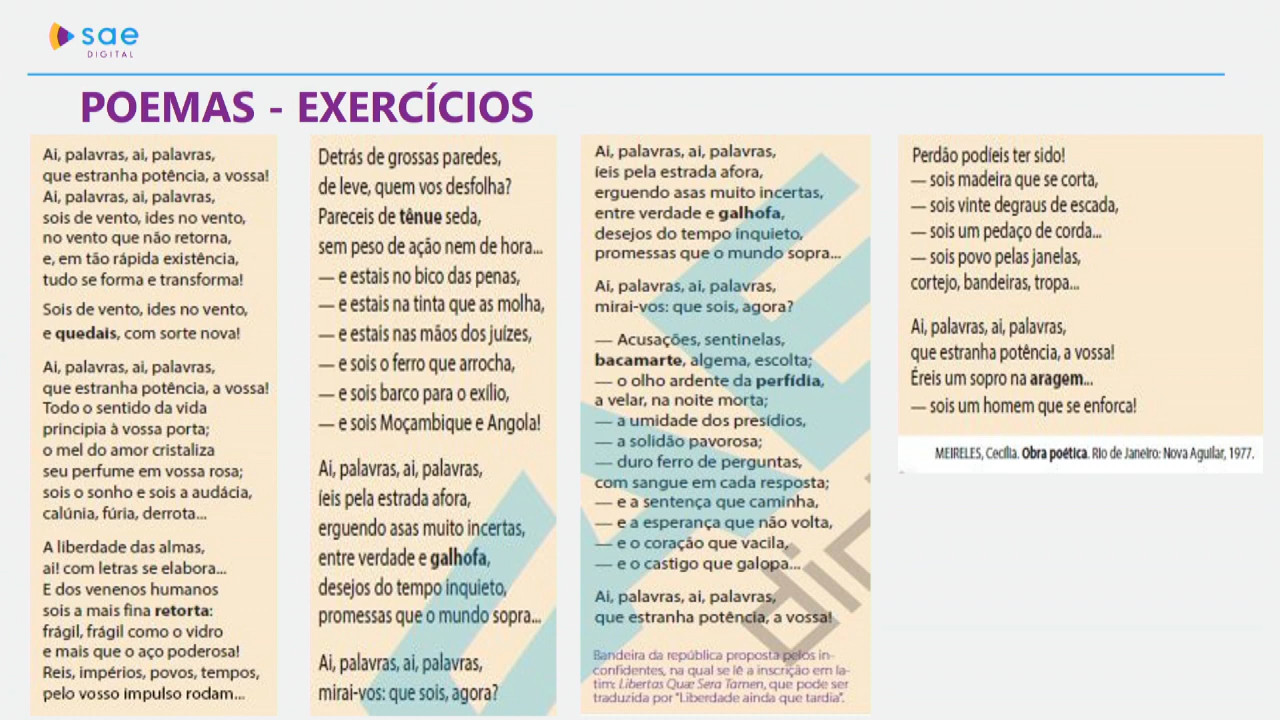 sae
DIGITAL
POEMAS - EXERCÍCIOS
Ai, palavras, ai, palavras,
que estranha potência, a vossa!
Ai, palavras, ai, palavras,
sois de vento, ides no vento,
no vento que não retorna,
e, em tão rápida existência,
tudo se forma e transforma!
Sois de vento, ides no vento,
e quedais, com sorte nova!
Ai, palavras, ai, palavras,
que estranha potência, a vossa!
Todo o sentido da vida
principia à vossa porta;
o mel do amor cristaliza
seu perfume em vossa rosa;
sois o sonho e sois a audácia,
calúnia, fúria, derrota...
A liberdade das almas,
ai! com letras se elabora...
E dos venenos humanos
sois a mais fina retorta:
frágil, frágil como o vidro
e mais que o aço poderosa!
Reis, impérios, povos, tempos,
pelo vosso impulso rodam...
Detrás de grossas paredes,
de leve, quem vos desfolha?
Pareceis de tênue seda,
sem peso de ação nem de hora...
— e estais no bico das penas,
— e estais na tinta que as molha,
— e estais nas mãos dos juízes,
— e sois o ferro que arrocha,
— e sois barco para o exílio,
— e sois Moçambique e Angola!
Ai, palavras, ai, palavras,
íeis pela estrada afora,
erguendo asas muito incertas,
entre verdade e galhofa,
desejos do tempo inquieto,
promessas que o mundo sopra...
Ai, palavras, ai, palavras,
mirai-vos: que sois, agora?
Ai, palavras, ai, palavras,
íeis pela estrada afora,
erguendo asas muito incertas,
entre verdade e galhofa,
desejos do tempo inquieto,
promessas que o mundo sopra...
Ai, palavras, ai, palavras,
mirai-vos: que sois, agora?
— Acusações, sentinelas,
bacamarte, algema, escolta;
— o olho ardente da perfídia,
a velar, na noite morta;
— a umidade dos presídios,
— a solidão pavorosa;
— duro ferro de perguntas,
com sangue em cada resposta;
— e a sentença que caminha,
— e a esperança que não volta,
— e o coração que vacila,
— e o castigo que galopa...
Ai, palavras, ai, palavras,
que estranha potência, a vossa!
Bandeira da república proposta pelos in-
confidentes, na qual se lê a inscrição em la-
tim: Libertas Quæ Sera Tamen, que pode ser
traduzida por "Liberdade ainda que tardia".
Perdão podíeis ter sido!
— sois madeira que se corta,
— sois vinte degraus de escada,
— sois um pedaço de corda...
— sois povo pelas janelas,
cortejo, bandeiras, tropa...
Ai, palavras, ai, palavras,
que estranha potência, a vossa!
Éreis um sopro na aragem...
— sois um homem que se enforca!
MEIRELES, Cecília. Obra poética. Rio de Janeiro: Nova Aguilar, 1977.